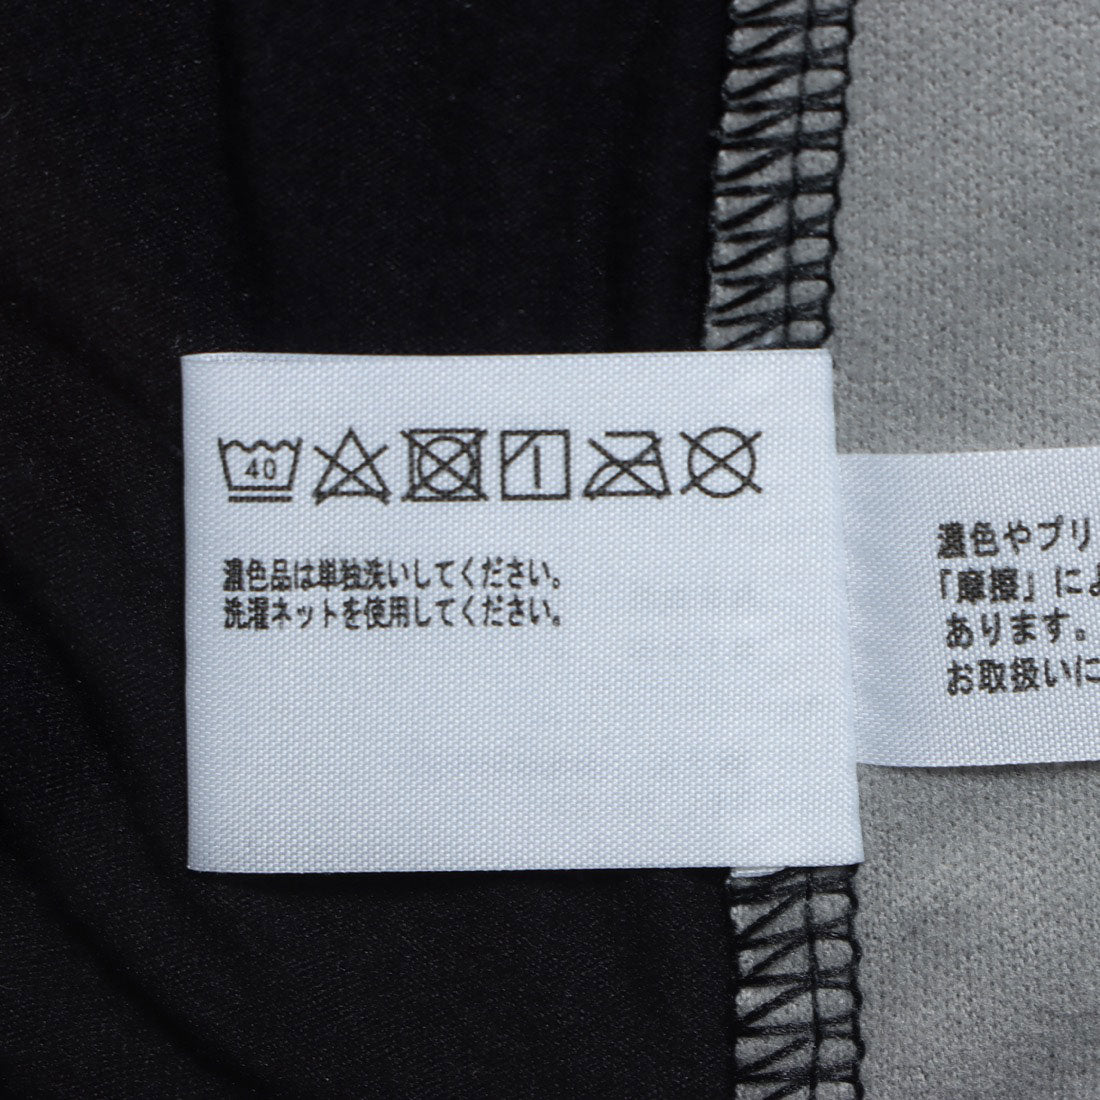 40
濃色品は単独洗いしてください。
洗濯ネットを使用してください。
濃色やプリ
「摩擦」によ
あります。
お取扱いに